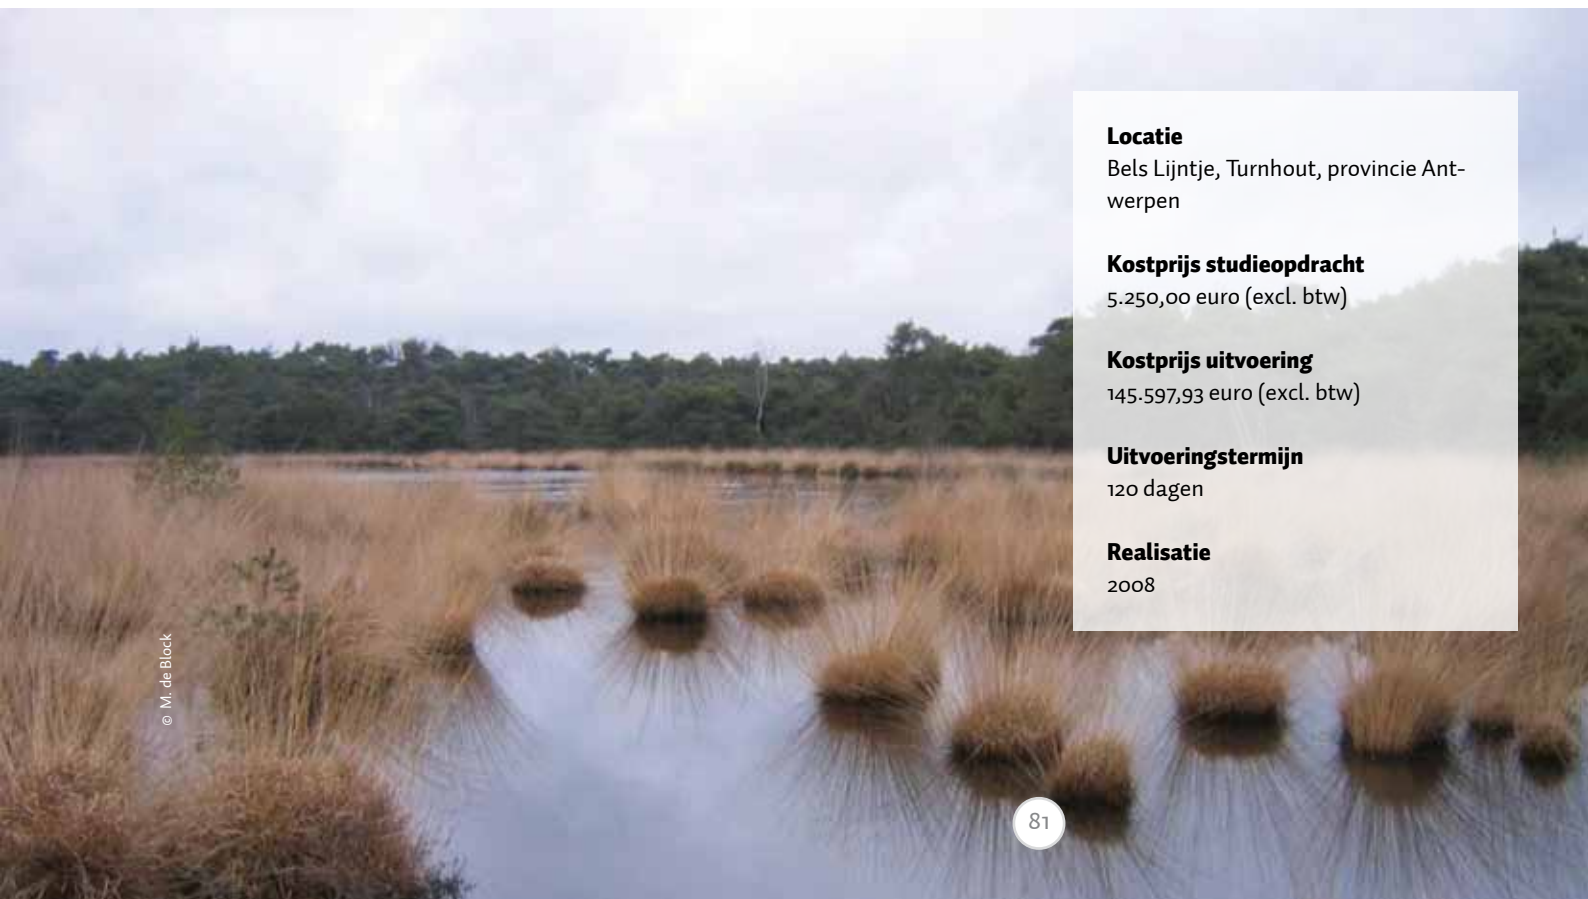 Locatie
Bels Lijntje, Turnhout, provincie Ant-
werpen
Kostprijs studieopdracht
5.250,00 euro (excl. btw)
Kostprijs uitvoering
145.597,93 euro (excl. btw)
Uitvoeringstermijn
120 dagen
Realisatie
2008
© M. de Block
81